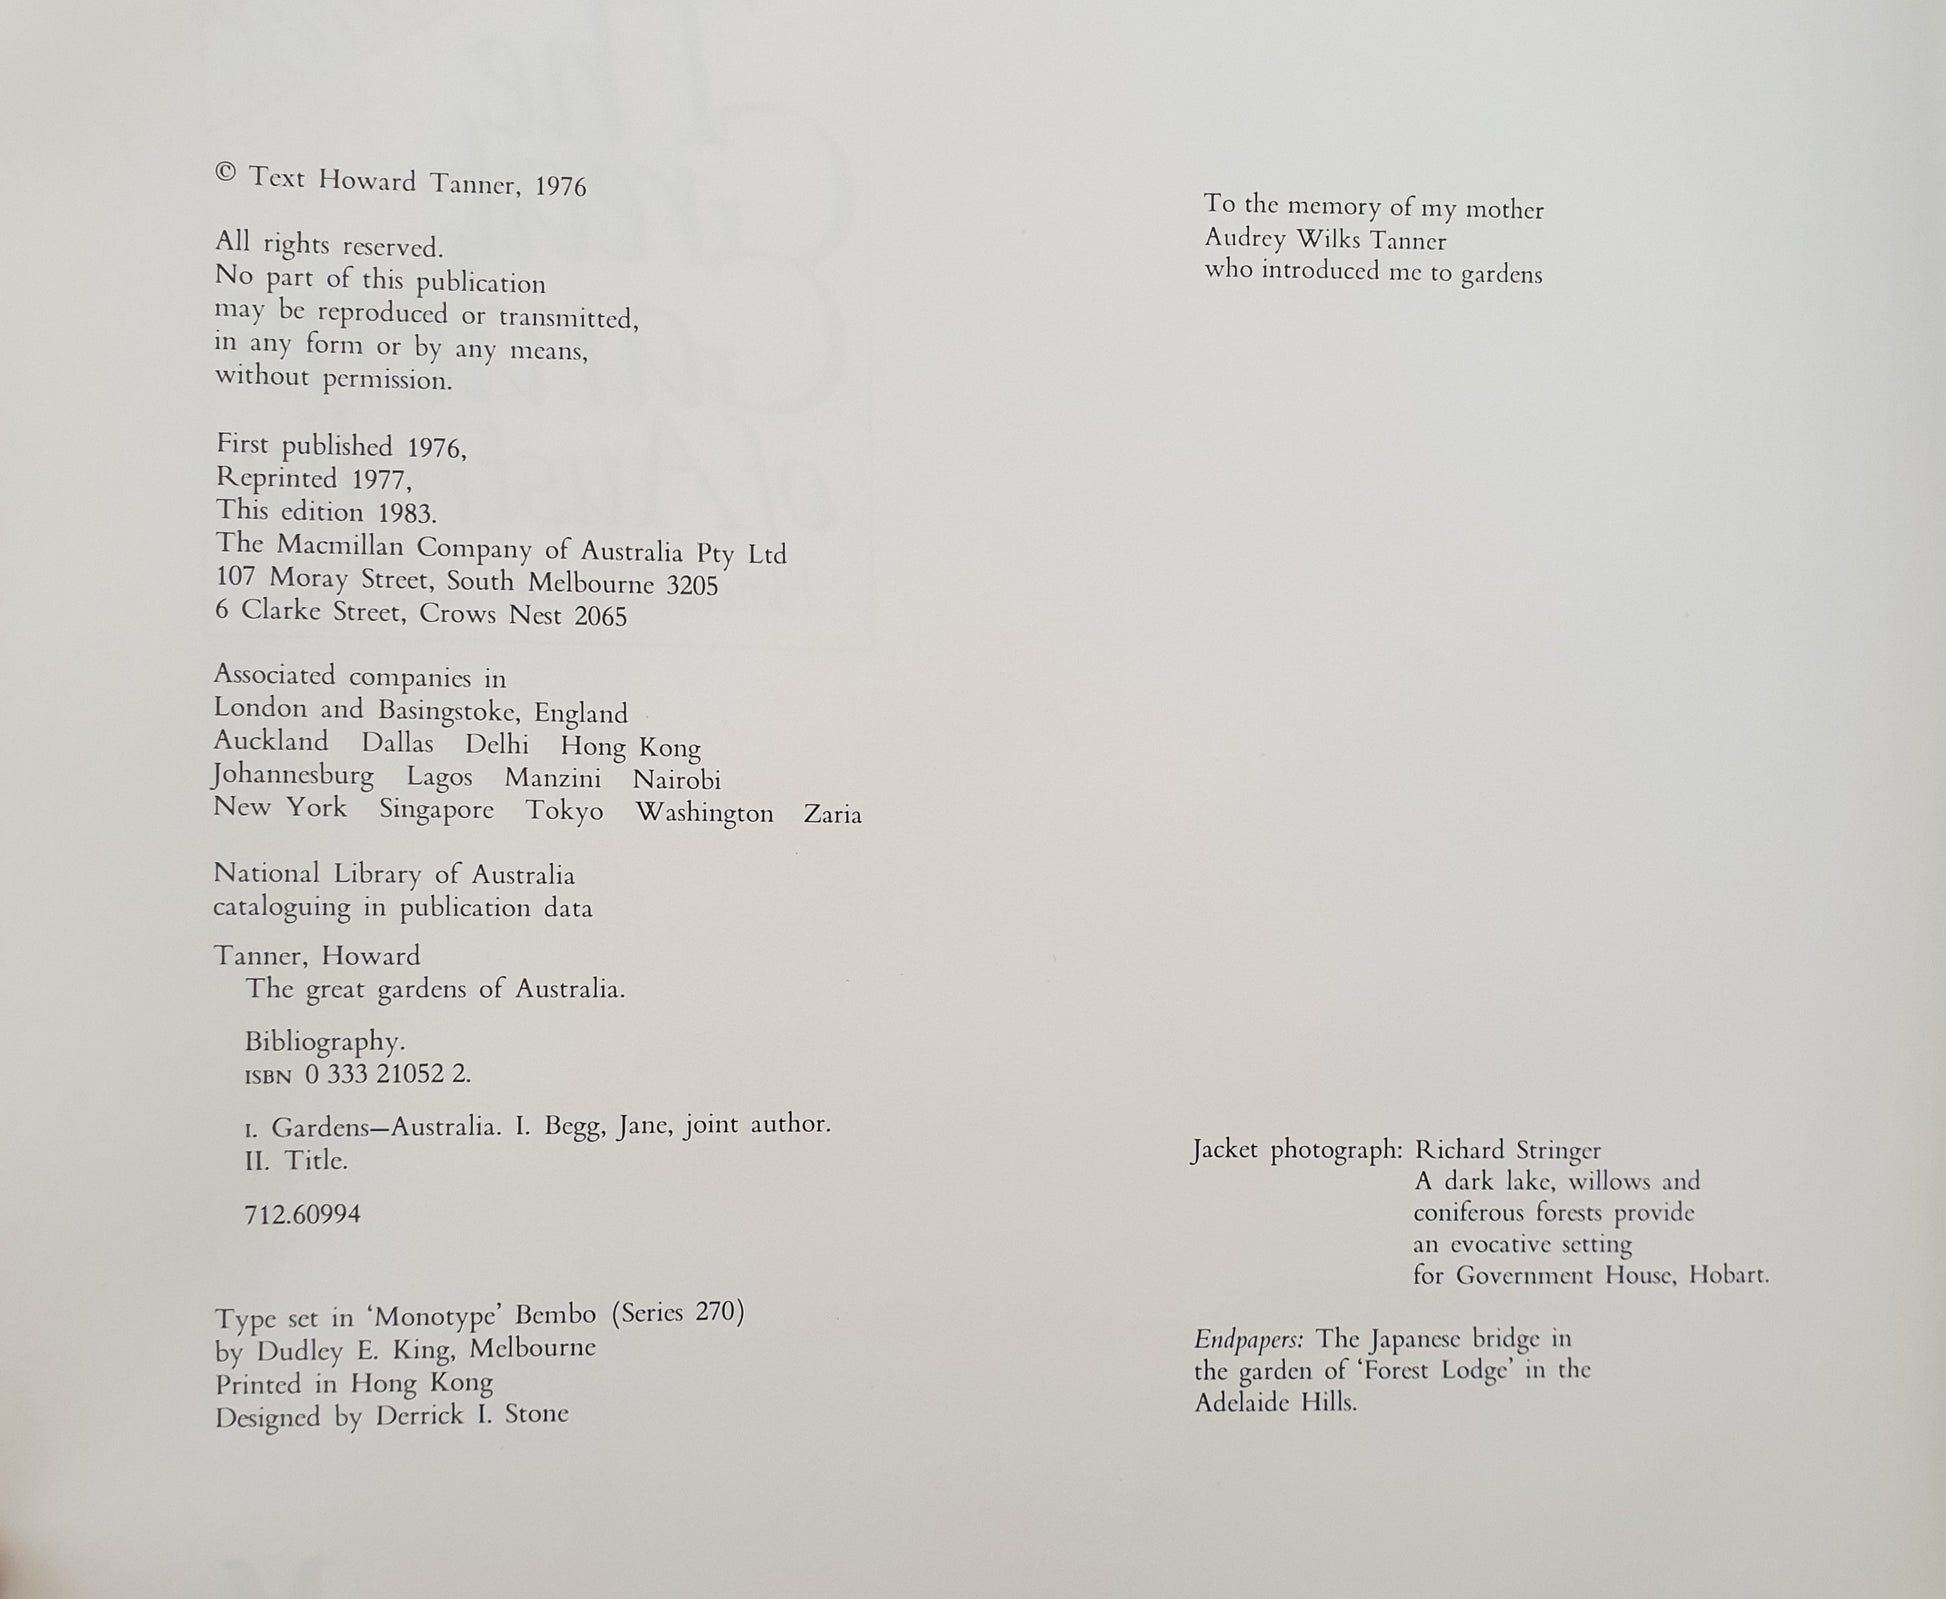 © Text Howard Tanner, 1976
All rights reserved.
No part of this publication
may be reproduced or transmitted,
in any form or by any means,
without permission.
First published 1976,
Reprinted 1977,
This edition 1983.
The Macmillan Company of Australia Pty Ltd
107 Moray Street, South Melbourne 3205
6 Clarke Street, Crows Nest 2065
Associated companies in
London and Basingstoke, England
Auckland Dallas Delhi Hong Kong
Johannesburg Lagos Manzini Nairobi
New York Singapore Tokyo Washington Zaria
National Library of Australia
cataloguing in publication data
Tanner, Howard
The great gardens of Australia.
Bibliography.
ISBN 0 333 21052 2.
I. Gardens—Australia. I. Begg, Jane, joint author.
II. Title.
712.60994
Type set in ‘Monotype’ Bembo (Series 270)
by Dudley E. King, Melbourne
Printed in Hong Kong
Designed by Derrick I. Stone
To the memory of my mother
Audrey Wilks Tanner
who introduced me to gardens
Jacket photograph: Richard Stringer
A dark lake, willows and
coniferous forests provide
an evocative setting
for Government House, Hobart.
Endpapers: The Japanese bridge in
the garden of ‘Forest Lodge’ in the
Adelaide Hills.